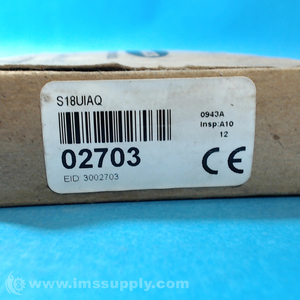 S18UIAQ
0943A
Insp:A10
12
02703
EID: 3002703
CE
© www.imssupply.com